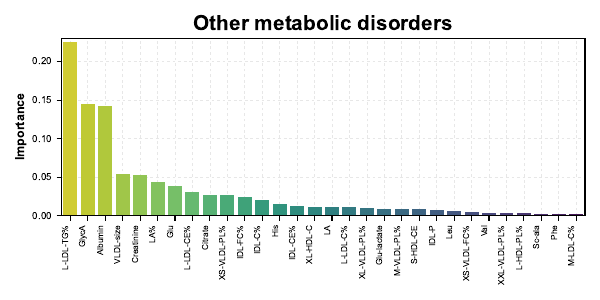 Other metabolic disorders
Importance
0.20
0.15
0.10
0.05
0.00
L-LDL-TG%
GlycA
Albumin
VLDL-size
Creatinine
LA%
Glu
L-LDL-CE%
Citrate
XS-VLDL-PL%
IDL-FC%
IDL-C%
His
IDL-CE%
XL-HDL-C
LA
L-LDL-C%
XL-VLDL-PL%
Glu-lactate
M-VLDL-PL%
S-HDL-CE
IDL-P
Leu
XS-VLDL-FC%
Val
XXL-VLDL-PL%
L-HDL-PL%
Sc-ala
Phe
M-LDL-C%